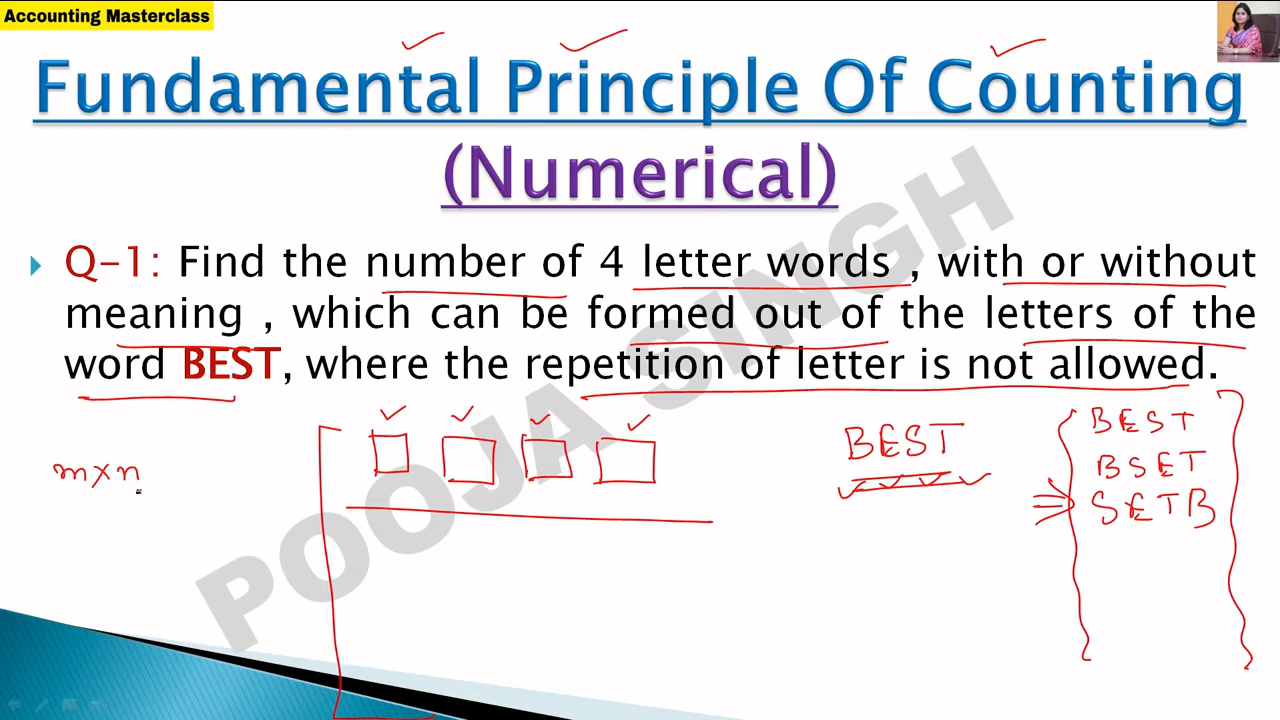 Accounting Masterclass
Fundamental Principle Of Counting
(Numerical)
Q-1: Find the number of 4 letter words , with or without
meaning , which can be formed out of the letters of the
word BEST, where the repetition of letter is not allowed.
POOJA SINGH
m×n
BEST
BEST
BSET
SETB